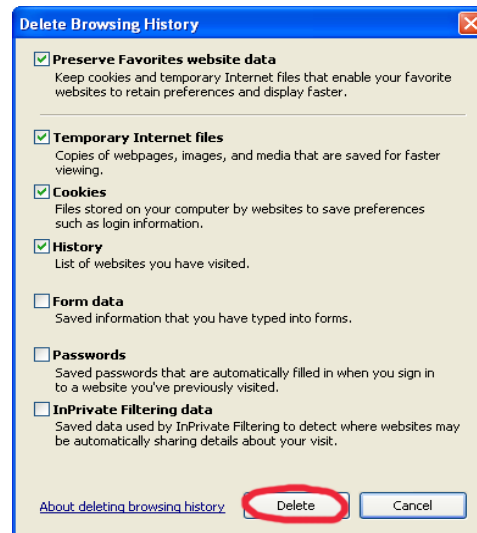 Delete Browsing History
Preserve Favorites website data
Keep cookies and temporary Internet files that enable your favorite
websites to retain preferences and display faster.
Temporary Internet files
Copies of webpages, images, and media that are saved for faster
viewing.
Cookies
Files stored on your computer by websites to save preferences
such as login information.
History
List of websites you have visited.
Form data
Saved information that you have typed into forms.
Passwords
Saved passwords that are automatically filled in when you sign in
to a website you've previously visited.
InPrivate Filtering data
Saved data used by InPrivate Filtering to detect where websites may
be automatically sharing details about your visit.
About deleting browsing history Delete Cancel